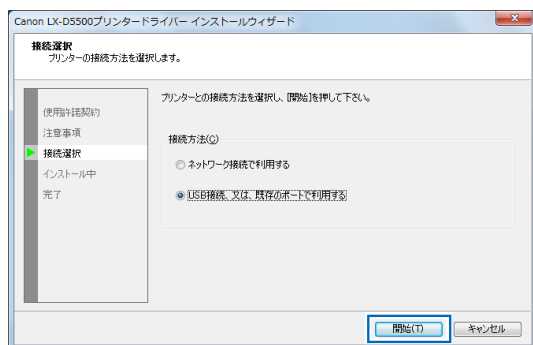 Canon LX-D5500プリンタードライバー インストールウィザード
接続選択
プリンターの接続方法を選択します。
使用許諾契約
注意事項
接続選択
インストール中
完了
プリンターとの接続方法を選択し、[開始]を押して下さい。
接続方法(C)
ネットワーク接続で利用する
USB接続、又は、既存のポートで利用する
開始(T)
キャンセル